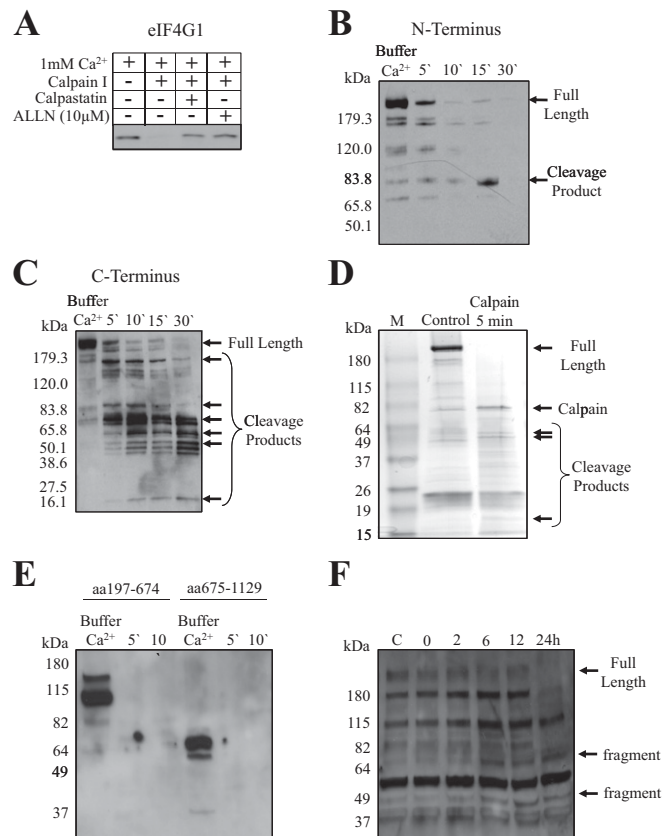 A
eIF4G1
1mM Ca²⁺ + + + +
Calpain I - + + +
Calpastatin - - + -
ALLN (10μM) - - - +
B
N-Terminus
Buffer
kDa Ca²⁺ 5` 10` 15` 30`
Full
Length
179.3
120.0
83.8
Cleavage
Product
65.8
50.1
C
C-Terminus
Buffer
kDa Ca²⁺ 5` 10` 15` 30`
Full Length
179.3
120.0
83.8
65.8
50.1
38.6
27.5
16.1
Cleavage
Products
D
Calpain
kDa M Control 5 min
Full
Length
180
115
82
Calpain
64
49
37
26
19
15
Cleavage
Products
E
aa197-674 aa675-1129
Buffer Buffer
kDa Ca²⁺ 5` 10 Ca²⁺ 5` 10`
180
115
82
64
49
37
F
kDa C 0 2 6 12 24h
Full
Length
180
115
82
fragment
64
49
fragment
37